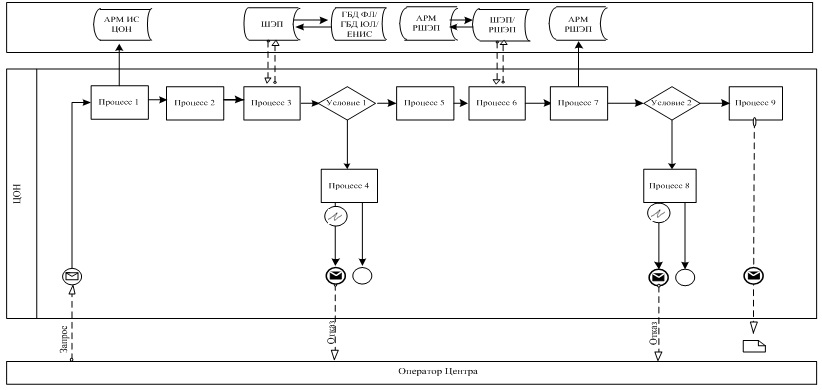 АРМ ИС
ЦОН
ШЭП
ГБД ФЛ/
ГБД ЮЛ/
ЕНИС
АРМ
РШЭП
ШЭП/
РШЭП
АРМ
РШЭП
ЦОН
Процесс 1
Процесс 2
Процесс 3
Условие 1
Процесс 5
Процесс 6
Процесс 7
Условие 2
Процесс 9
Процесс 4
Процесс 8
Запрос
Отказ
Отказ
Оператор Центра